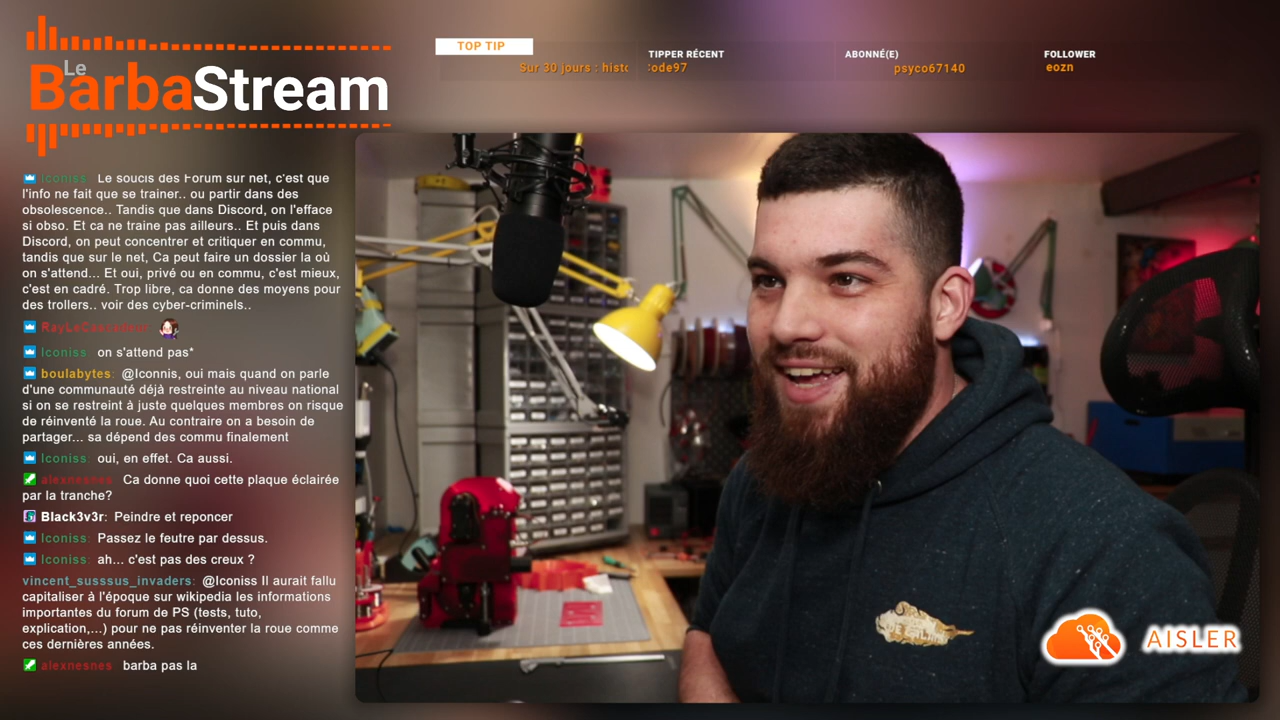 Le
BarbaStream
TOP TIP
Sur 30 jours : histo
TIPPER RÉCENT
code97
ABONNÉ(E)
psyco67140
FOLLOWER
eozn
Iconiss: Le soucis des Forum sur net, c'est que
l'info ne fait que se trainer.. ou partir dans des
obsolescence.. Tandis que dans Discord, on l'efface
si obso. Et ca ne traine pas ailleurs.. Et puis dans
Discord, on peut concentrer et critiquer en commu,
tandis que sur le net, Ca peut faire un dossier la où
on s'attend... Et oui, privé ou en commu, c'est mieux,
c'est en cadré. Trop libre, ca donne des moyens pour
des trollers.. voir des cyber-criminels..
Iconiss: on s'attend pas*
boulabytes: @Iconnis, oui mais quand on parle
d'une communauté déjà restreinte au niveau national
si on se restreint à juste quelques membres on risque
de réinventé la roue. Au contraire on a besoin de
partager... sa dépend des commu finalement
Iconiss: oui, en effet. Ca aussi.
alexnesnes: Ca donne quoi cette plaque éclairée
par la tranche?
Black3v3r: Peindre et reponcer
Iconiss: Passez le feutre par dessus.
Iconiss: ah... c'est pas des creux ?
vincent_susssus_invaders: @Iconiss Il aurait fallu
capitaliser à l'époque sur wikipedia les informations
importantes du forum de PS (tests, tuto,
explication,...) pour ne pas réinventer la roue comme
ces dernières années.
alexnesnes: barba pas la
AISLER